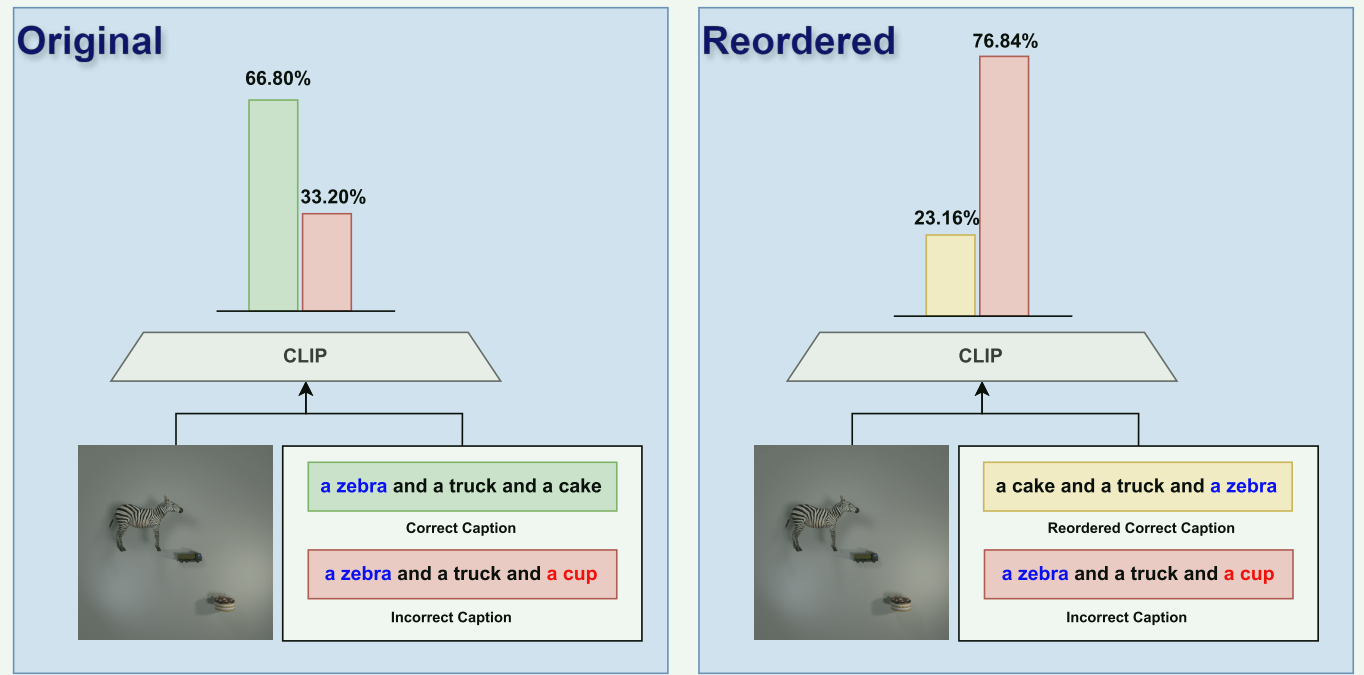 Original
66.80%
33.20%
CLIP
a zebra and a truck and a cake
Correct Caption
a zebra and a truck and a cup
Incorrect Caption
Reordered
76.84%
23.16%
CLIP
a cake and a truck and a zebra
Reordered Correct Caption
a zebra and a truck and a cup
Incorrect Caption